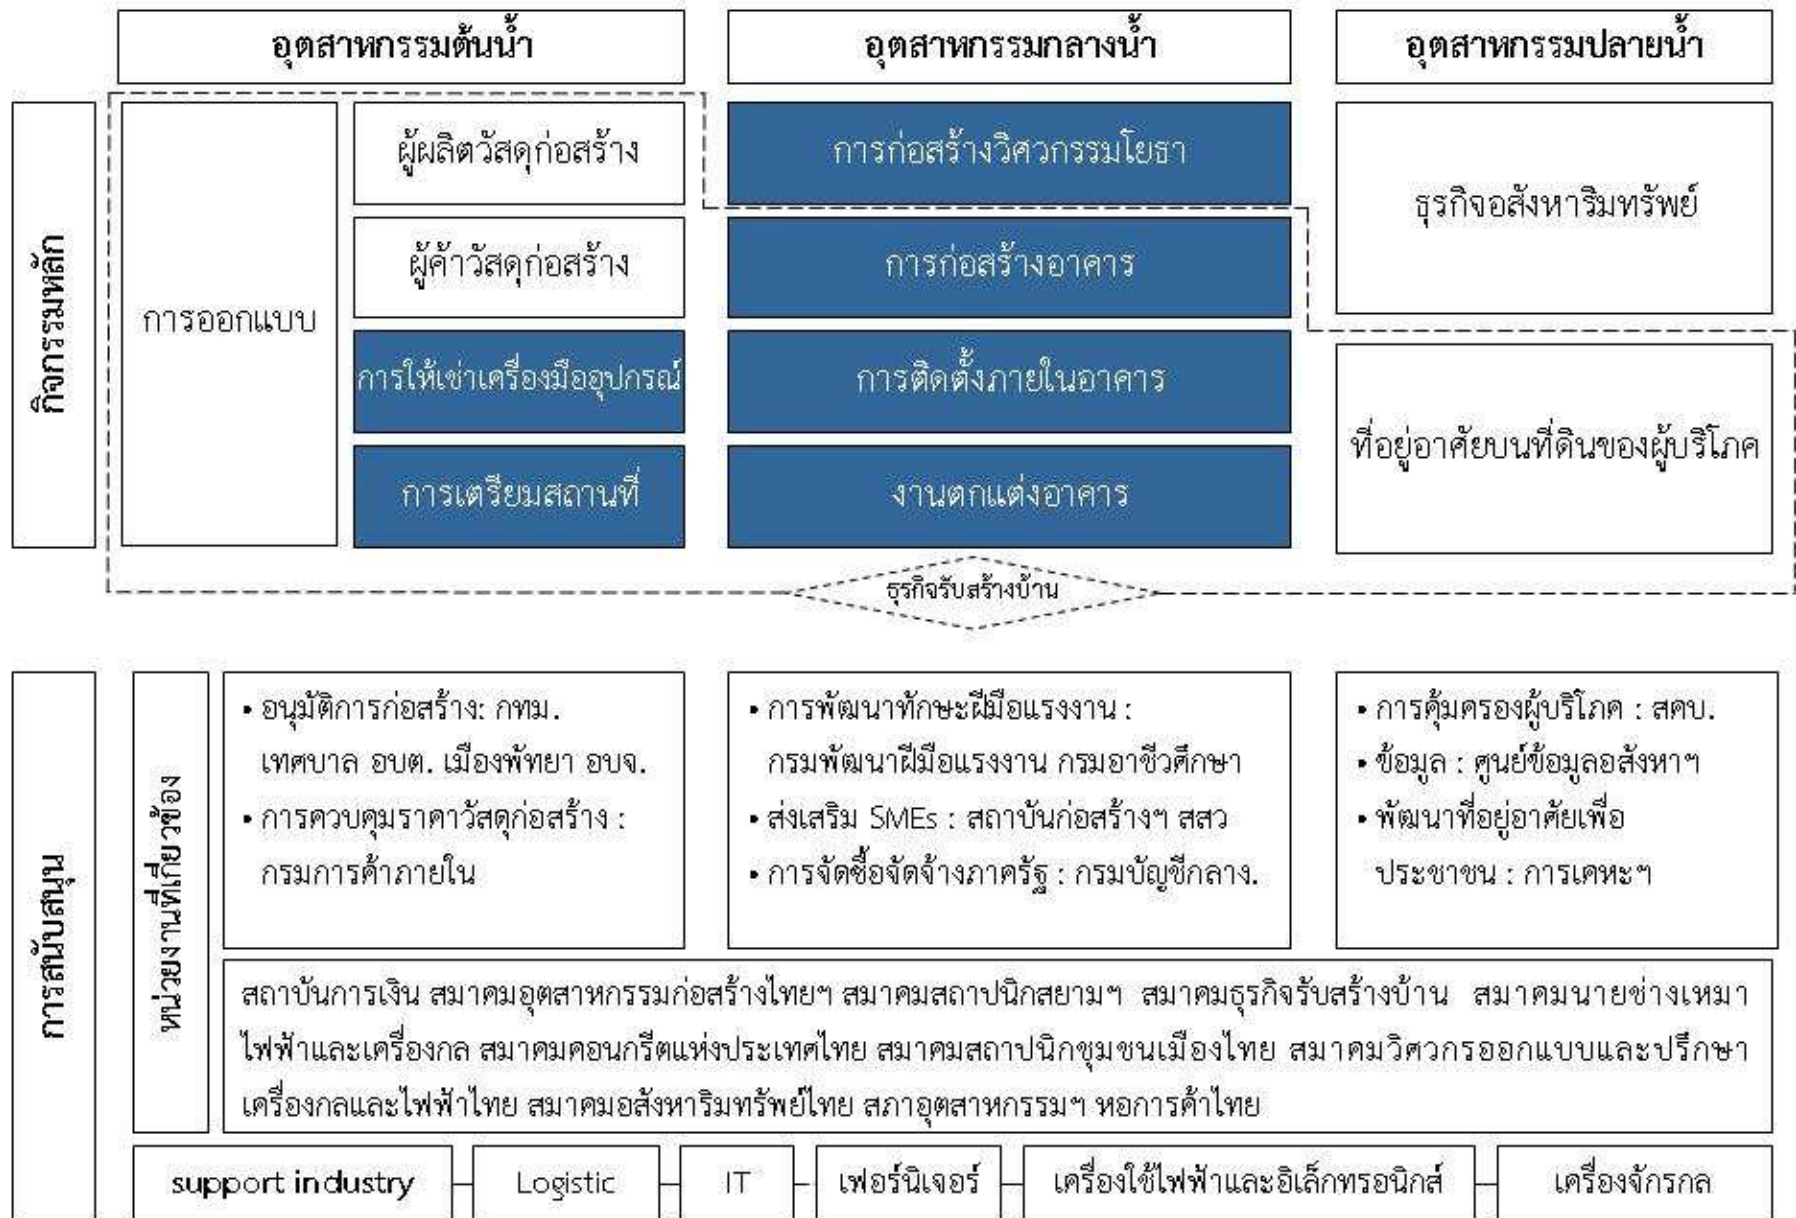 อุตสาหกรรมต้นน้ำ
อุตสาหกรรมกลางน้ำ
อุตสาหกรรมปลายน้ำ
กิจกรรมหลัก
การออกแบบ
ผู้ผลิตวัสดุก่อสร้าง
ผู้ค้าวัสดุก่อสร้าง
การให้เช่าเครื่องมืออุปกรณ์
การเตรียมสถานที่
การก่อสร้างวิศวกรรมโยธา
การก่อสร้างอาคาร
การติดตั้งภายในอาคาร
งานตกแต่งอาคาร
ธุรกิจอสังหาริมทรัพย์
ที่อยู่อาศัยบนที่ดินของผู้บริโภค
ธุรกิจรับสร้างบ้าน
การสนับสนุน
หน่วยงานที่เกี่ยวข้อง
• อนุมัติการก่อสร้าง: กทม.
เทศบาล อบต. เมืองพัทยา อบจ.
• การควบคุมราคาวัสดุก่อสร้าง :
กรมการค้าภายใน
• การพัฒนาทักษะฝีมือแรงงาน :
กรมพัฒนาฝีมือแรงงาน กรมอาชีวศึกษา
• ส่งเสริม SMEs : สถาบันก่อสร้างฯ สสว
• การจัดซื้อจัดจ้างภาครัฐ : กรมบัญชีกลาง.
• การคุ้มครองผู้บริโภค : สคบ.
• ข้อมูล : ศูนย์ข้อมูลอสังหาฯ
• พัฒนาที่อยู่อาศัยเพื่อ
ประชาชน : การเคหะฯ
สถาบันการเงิน สมาคมอุตสาหกรรมก่อสร้างไทยฯ สมาคมสถาปนิกสยามฯ สมาคมธุรกิจรับสร้างบ้าน สมาคมนายช่างเหมา
ไฟฟ้าและเครื่องกล สมาคมคอนกรีตแห่งประเทศไทย สมาคมสถาปนิกชุมชนเมืองไทย สมาคมวิศวกรออกแบบและปรึกษา
เครื่องกลและไฟฟ้าไทย สมาคมอสังหาริมทรัพย์ไทย สภาอุตสาหกรรมฯ หอการค้าไทย
support industry
Logistic
IT
เฟอร์นิเจอร์
เครื่องใช้ไฟฟ้าและอิเล็กทรอนิกส์
เครื่องจักรกล